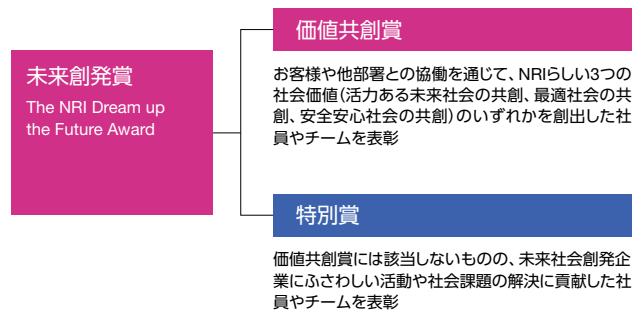 未来創発賞
The NRI Dream up
the Future Award
価値共創賞
お客様や他部署との協働を通じて、NRIらしい3つの
社会価値（活力ある未来社会の共創、最適社会の共
創、安全安心社会の共創）のいずれかを創出した社
員やチームを表彰
特別賞
価値共創賞には該当しないものの、未来社会創発企
業にふさわしい活動や社会課題の解決に貢献した社
員やチームを表彰